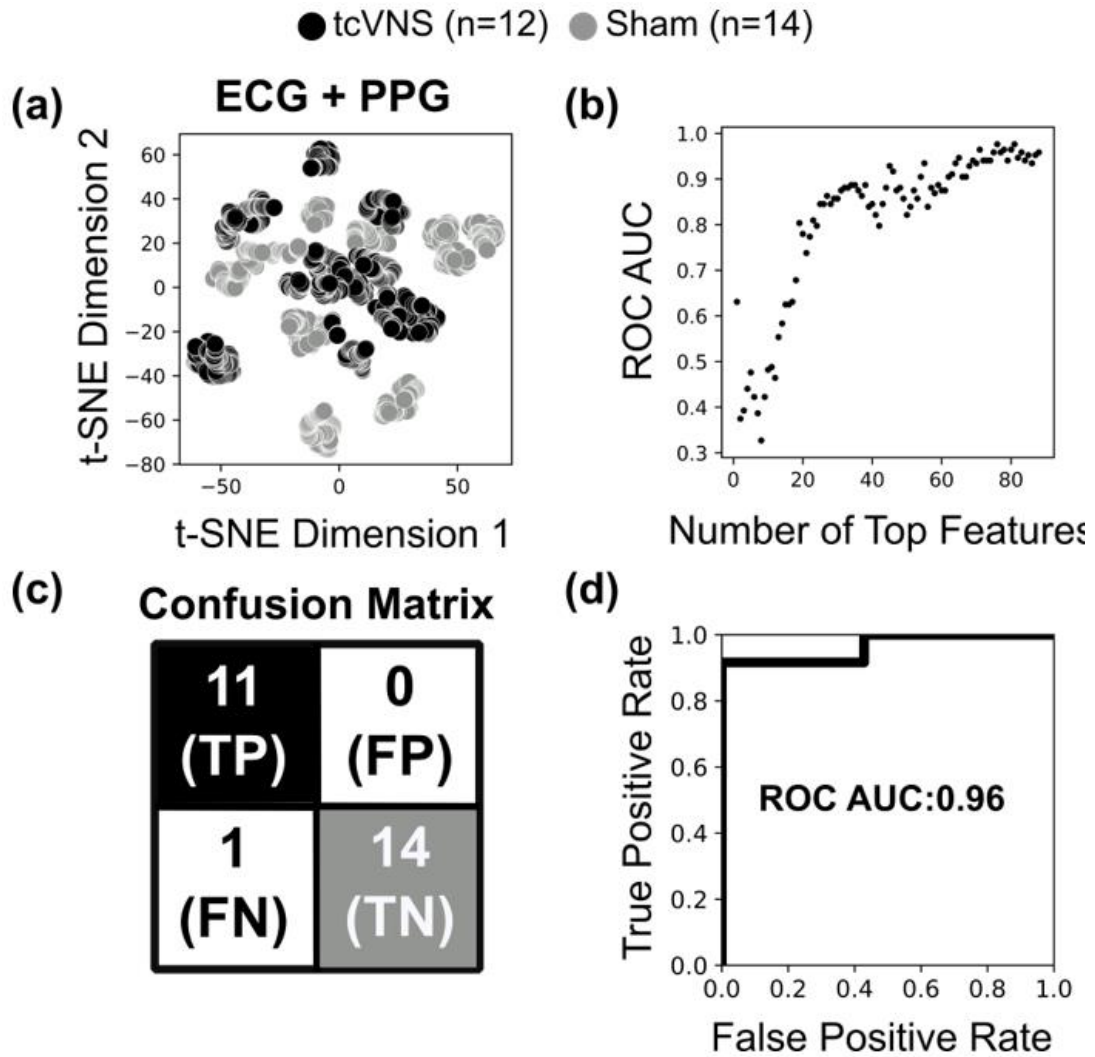 tcVNS (n=12) Sham (n=14)
(a)
ECG + PPG
t-SNE Dimension 2
60
40
20
0
−20
−40
−60
−80
−50
0
50
t-SNE Dimension 1
(b)
ROC AUC
1.0
0.9
0.8
0.7
0.6
0.5
0.4
0.3
0
20
40
60
80
Number of Top Features
(c)
Confusion Matrix
11
(TP)
0
(FP)
1
(FN)
14
(TN)
(d)
True Positive Rate
1.0
0.8
0.6
0.4
0.2
0.0
ROC AUC:0.96
0.0
0.2
0.4
0.6
0.8
1.0
False Positive Rate